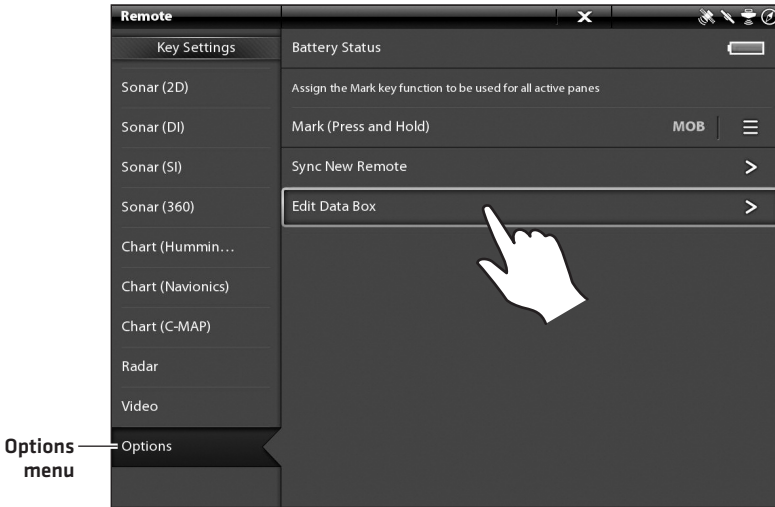 Remote
X
Key Settings
Battery Status
Sonar (2D)
Assign the Mark key function to be used for all active panes
Sonar (DI)
Mark (Press and Hold)
MOB
Sonar (SI)
Sync New Remote
>
Sonar (360)
Edit Data Box
>
Chart (Hummin...
Chart (Navionics)
Chart (C-MAP)
Radar
Video
Options
Options
menu